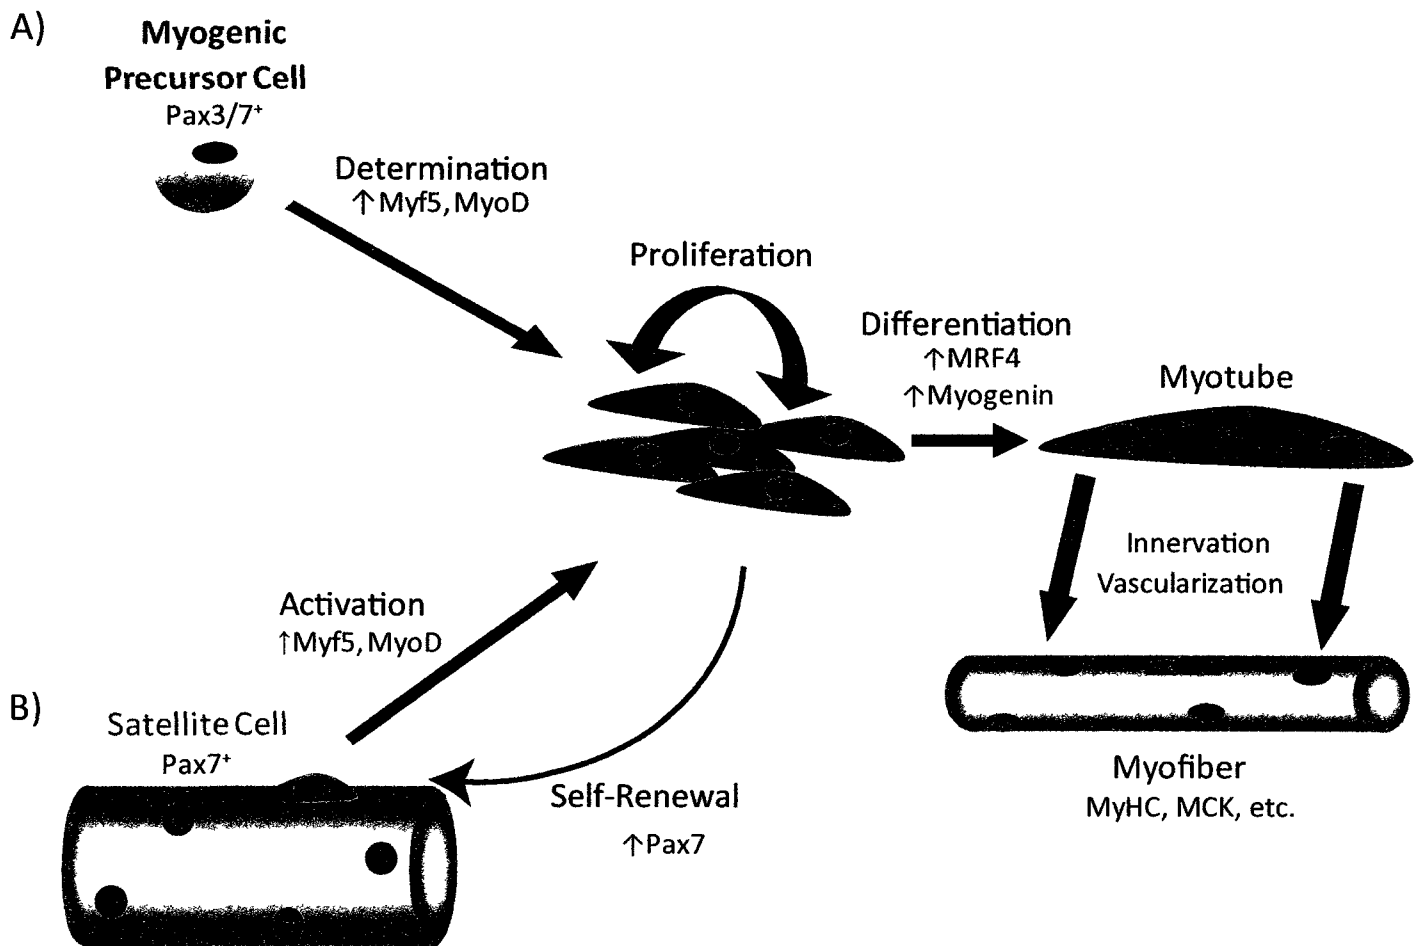 A)
Myogenic
Precursor Cell
Pax3/7⁺
Determination
↑Myf5, MyoD
Proliferation
Differentiation
↑MRF4
↑Myogenin
Myotube
Innervation
Vascularization
Activation
↑Myf5, MyoD
B)
Satellite Cell
Pax7⁺
Self-Renewal
↑Pax7
Myofiber
MyHC, MCK, etc.